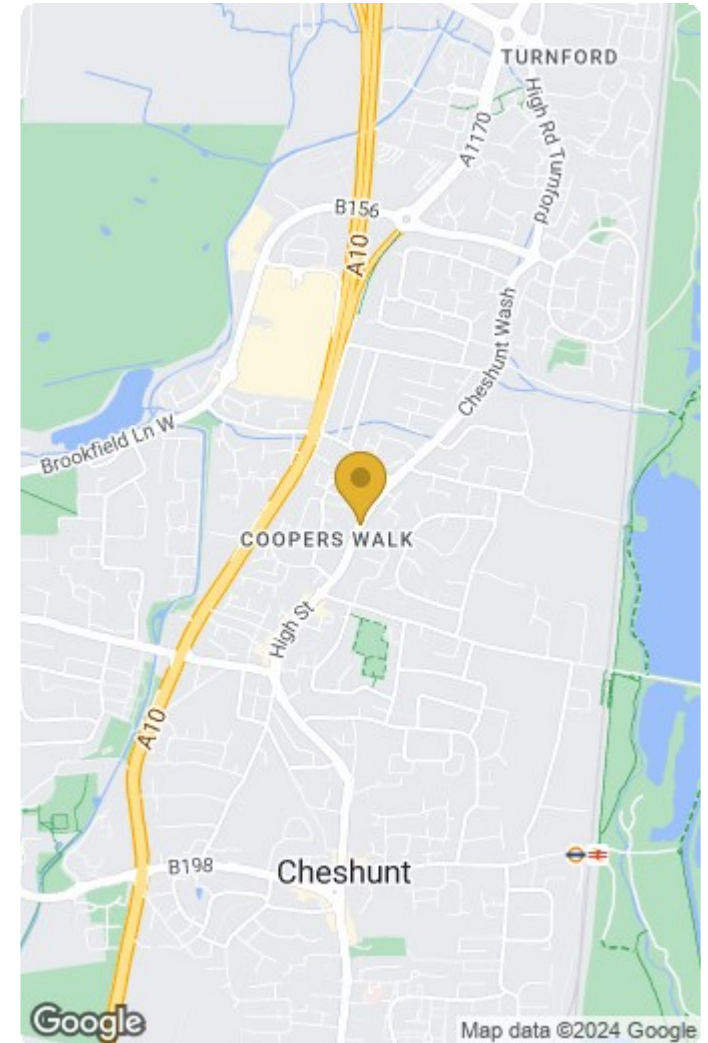 TURNFORD
High Rd Turnford
A1170
B156
A10
Cheshunt Wash
Brookfield Ln W
COOPERS WALK
High St
A10
B198
Cheshunt
Google
Map data ©2024 Google